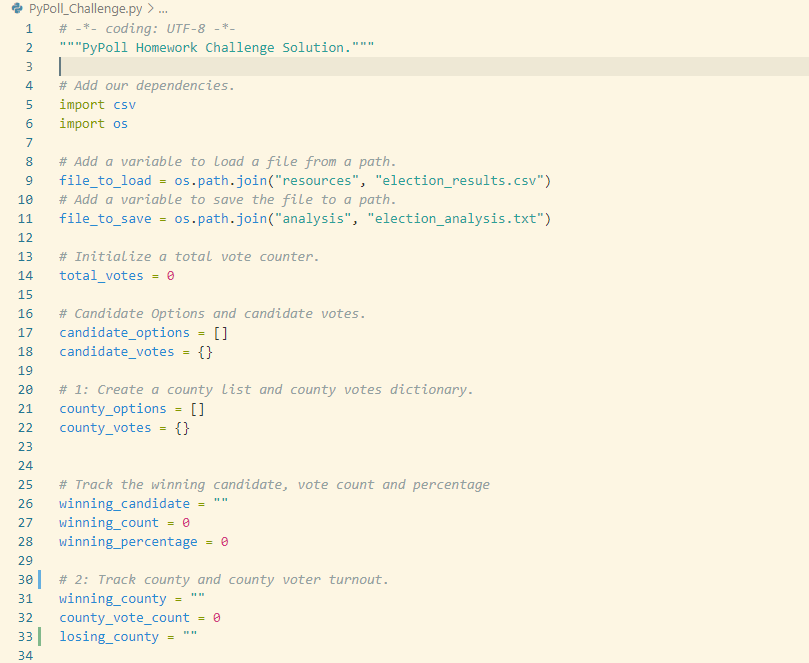 PyPoll_Challenge.py > ...
1 # -*- coding: UTF-8 -*-
2 """PyPoll Homework Challenge Solution."""
3
4 # Add our dependencies.
5 import csv
6 import os
7
8 # Add a variable to load a file from a path.
9 file_to_load = os.path.join("resources", "election_results.csv")
10 # Add a variable to save the file to a path.
11 file_to_save = os.path.join("analysis", "election_analysis.txt")
12
13 # Initialize a total vote counter.
14 total_votes = 0
15
16 # Candidate Options and candidate votes.
17 candidate_options = []
18 candidate_votes = {}
19
20 # 1: Create a county list and county votes dictionary.
21 county_options = []
22 county_votes = {}
23
24
25 # Track the winning candidate, vote count and percentage
26 winning_candidate = ""
27 winning_count = 0
28 winning_percentage = 0
29
30 # 2: Track county and county voter turnout.
31 winning_county = ""
32 county_vote_count = 0
33 losing_county = ""
34